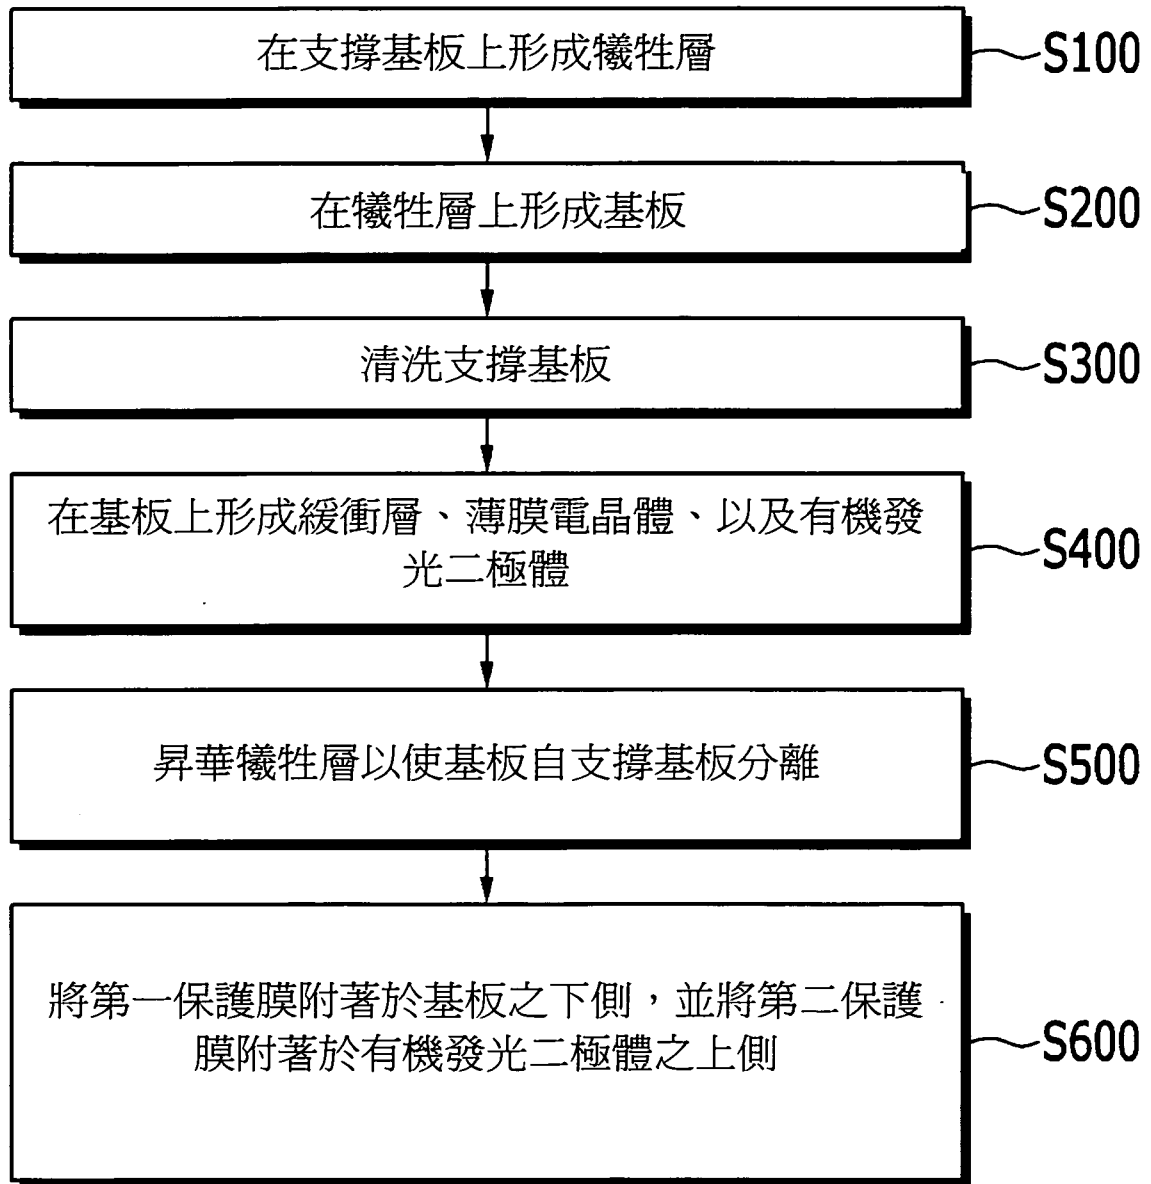 在支撐基板上形成犧牲層
S100
在犧牲層上形成基板
S200
清洗支撐基板
S300
在基板上形成緩衝層、薄膜電晶體、以及有機發
光二極體
S400
昇華犧牲層以使基板自支撐基板分離
S500
將第一保護膜附著於基板之下側，並將第二保護
膜附著於有機發光二極體之上側
S600